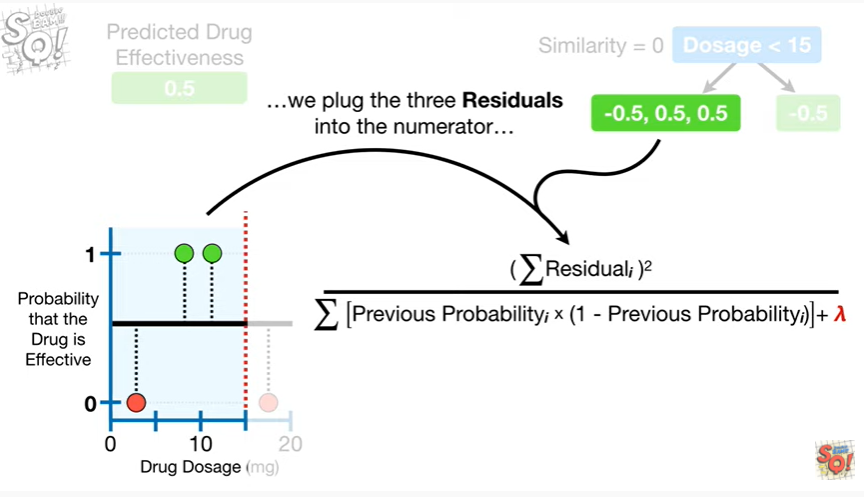 Predicted Drug
Effectiveness
0.5
Similarity = 0
Dosage < 15
-0.5, 0.5, 0.5
-0.5
…we plug the three Residuals
into the numerator…
(∑Residualᵢ)²
∑ [Previous Probabilityᵢ × (1 - Previous Probabilityᵢ)]+ λ
1
Probability
that the
Drug is
Effective
0
0
10
20
Drug Dosage (mg)
SQ!